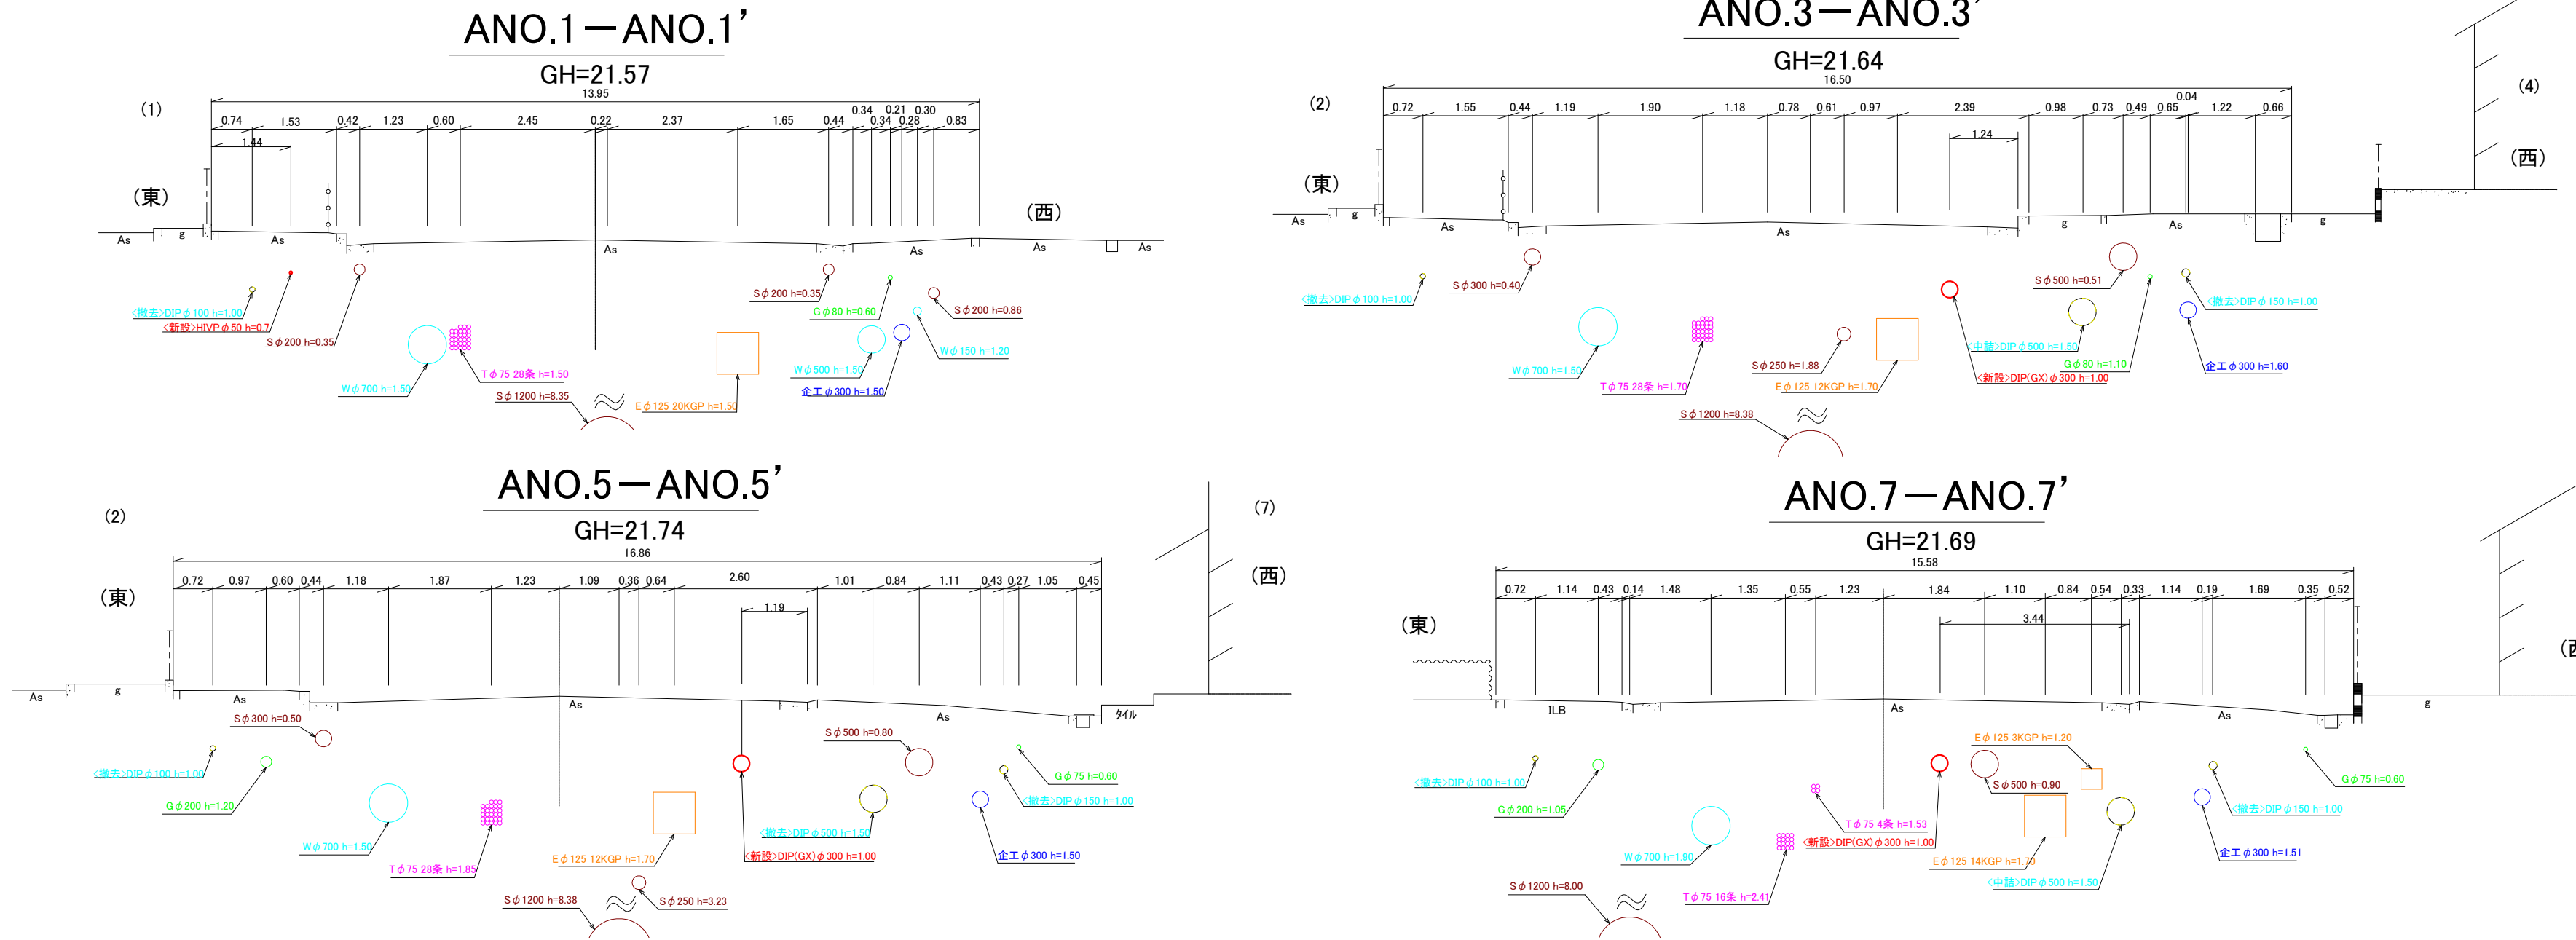 ANO.1－ANO.1’
GH=21.57
13.95
(1)
0.74 1.53 0.42 1.23 0.60 2.45 0.22 2.37 1.65 0.44 0.34 0.34 0.21 0.28 0.30 0.83
1.44
(東)
(西)
As g As As As As As
<撤去>DIPφ100 h=1.00
<新設>HIVPφ50 h=0.7
Sφ200 h=0.35
Wφ700 h=1.50
Tφ75 28条 h=1.50
Sφ1200 h=8.35
Eφ125 20KGP h=1.50
Sφ200 h=0.35
Gφ80 h=0.60
Wφ500 h=1.50
企工φ300 h=1.50
Sφ200 h=0.86
Wφ150 h=1.20
ANO.3－ANO.3’
GH=21.64
16.50
(2)
(4)
0.72 1.55 0.44 1.19 1.90 1.18 0.78 0.61 0.97 2.39 0.98 0.73 0.49 0.65 0.04 1.22 0.66
1.24
(東)
(西)
As g As As g As g
<撤去>DIPφ100 h=1.00
Sφ300 h=0.40
Wφ700 h=1.50
Tφ75 28条 h=1.70
Sφ1200 h=8.38
Sφ250 h=1.88
Eφ125 12KGP h=1.70
<新設>DIP(GX)φ300 h=1.00
<中詰>DIPφ500 h=1.50
Sφ500 h=0.51
Gφ80 h=1.10
<撤去>DIPφ150 h=1.00
企工φ300 h=1.60
ANO.5－ANO.5’
GH=21.74
16.86
(2)
(7)
0.72 0.97 0.60 0.44 1.18 1.87 1.23 1.09 0.36 0.64 2.60 1.01 0.84 1.11 0.43 0.27 1.05 0.45
1.19
(東)
(西)
As g As As As タイル
<撤去>DIPφ100 h=1.00
Gφ200 h=1.20
Sφ300 h=0.50
Wφ700 h=1.50
Tφ75 28条 h=1.85
Sφ1200 h=8.38
Sφ250 h=3.23
Eφ125 12KGP h=1.70
<新設>DIP(GX)φ300 h=1.00
<撤去>DIPφ500 h=1.50
Sφ500 h=0.80
Gφ75 h=0.60
<撤去>DIPφ150 h=1.00
企工φ300 h=1.50
ANO.7－ANO.7’
GH=21.69
15.58
0.72 1.14 0.43 0.14 1.48 1.35 0.55 1.23 1.84 1.10 0.84 0.54 0.33 1.14 0.19 1.69 0.35 0.52
3.44
(東)
ILB As As g
<撤去>DIPφ100 h=1.00
Gφ200 h=1.05
Wφ700 h=1.90
Sφ1200 h=8.00
Tφ75 16条 h=2.41
Tφ75 4条 h=1.53
<新設>DIP(GX)φ300 h=1.00
Sφ500 h=0.90
Eφ125 3KGP h=1.20
Eφ125 14KGP h=1.70
<中詰>DIPφ500 h=1.50
<撤去>DIPφ150 h=1.00
企工φ300 h=1.51
Gφ75 h=0.60